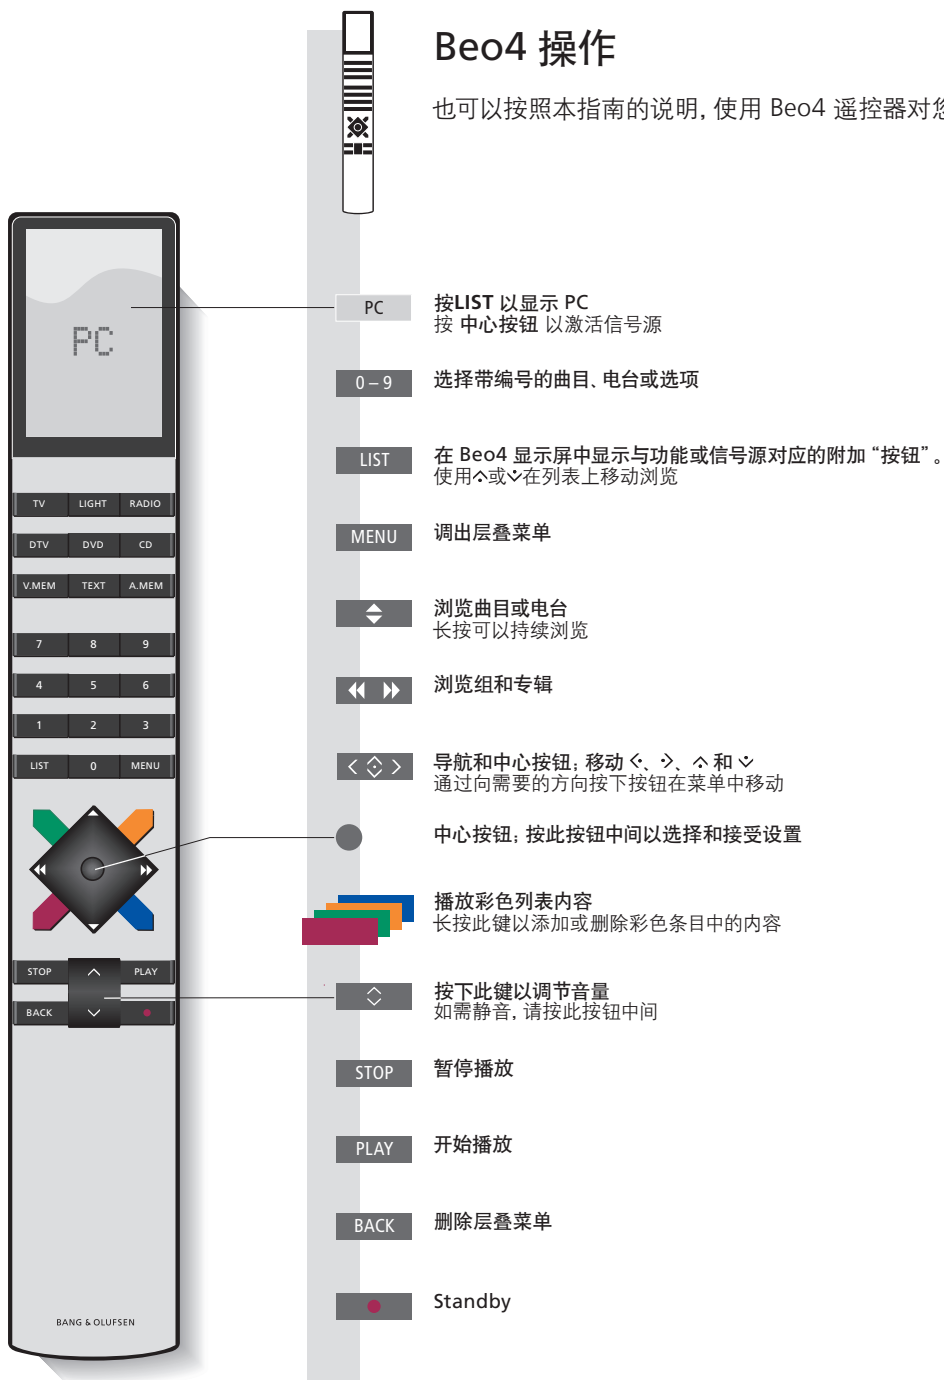 Beo4 操作
也可以按照本指南的说明, 使用 Beo4 遥控器对
PC
TV LIGHT RADIO
DTV DVD CD
V.MEM TEXT A.MEM
7 8 9
4 5 6
1 2 3
LIST 0 MENU
STOP PLAY
BACK
BANG & OLUFSEN
PC
按LIST 以显示 PC
按 中心按钮 以激活信号源
0 – 9
选择带编号的曲目、电台或选项
LIST
在 Beo4 显示屏中显示与功能或信号源对应的附加 “按钮”。
使用或在列表上移动浏览
MENU
调出层叠菜单
浏览曲目或电台
长按可以持续浏览
浏览组和专辑
导航和中心按钮; 移动 、 、 和
通过向需要的方向按下按钮在菜单中移动
中心按钮; 按此按钮中间以选择和接受设置
播放彩色列表内容
长按此键以添加或删除彩色条目中的内容
按下此键以调节音量
如需静音, 请按此按钮中间
STOP
暂停播放
PLAY
开始播放
BACK
删除层叠菜单
Standby